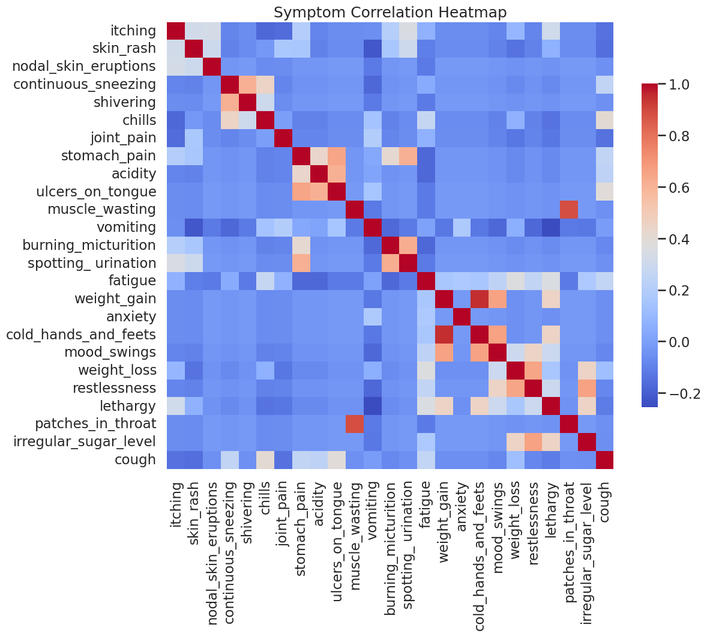 Symptom Correlation Heatmap
itching
skin_rash
nodal_skin_eruptions
continuous_sneezing
shivering
chills
joint_pain
stomach_pain
acidity
ulcers_on_tongue
muscle_wasting
vomiting
burning_micturition
spotting_ urination
fatigue
weight_gain
anxiety
cold_hands_and_feets
mood_swings
weight_loss
restlessness
lethargy
patches_in_throat
irregular_sugar_level
cough
itching
skin_rash
nodal_skin_eruptions
continuous_sneezing
shivering
chills
joint_pain
stomach_pain
acidity
ulcers_on_tongue
muscle_wasting
vomiting
burning_micturition
spotting_ urination
fatigue
weight_gain
anxiety
cold_hands_and_feets
mood_swings
weight_loss
restlessness
lethargy
patches_in_throat
irregular_sugar_level
cough
1.0
0.8
0.6
0.4
0.2
0.0
−0.2